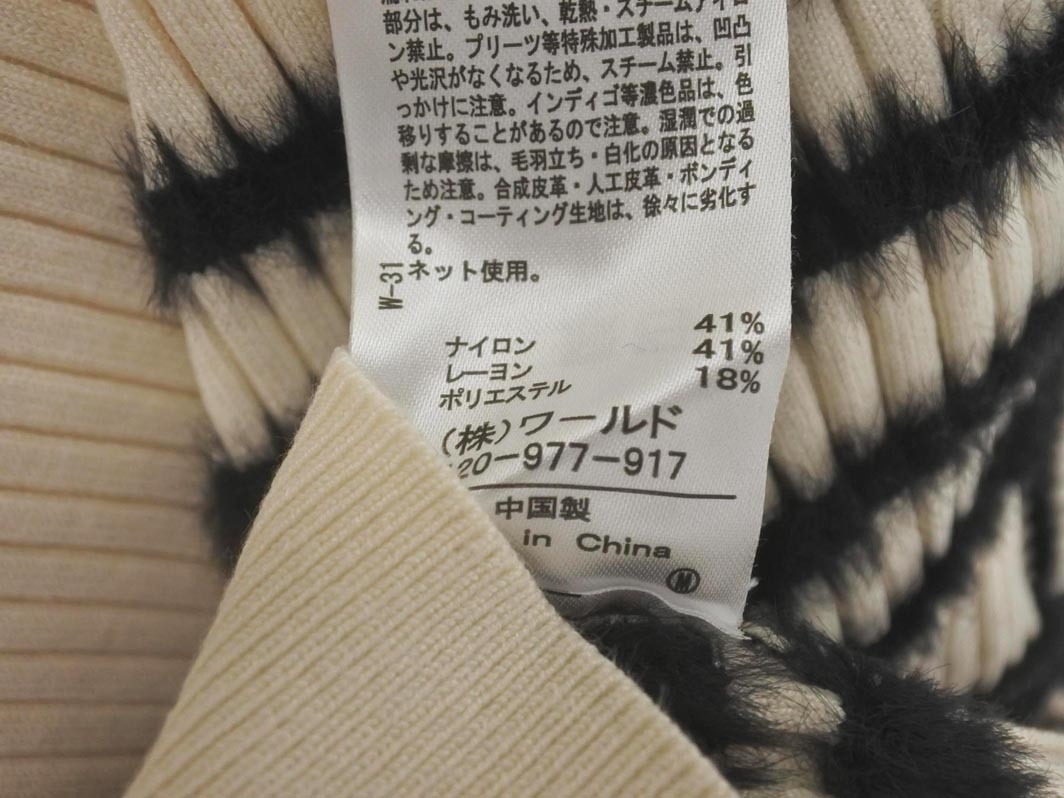 部分は、もみ洗い、乾熱・スチームアイロ
ン禁止。プリーツ等特殊加工製品は、凹凸
や光沢がなくなるため、スチーム禁止。引
っかけに注意。インディゴ等濃色品は、色
移りすることがあるので注意。湿潤での過
剰な摩擦は、毛羽立ち・白化の原因となる
ため注意。合成皮革・人工皮革・ボンディ
ング・コーティング生地は、徐々に劣化す
る。
W-31
ネット使用。
ナイロン 41%
レーヨン 41%
ポリエステル 18%
(株)ワールド
20-977-917
中国製
in China
M